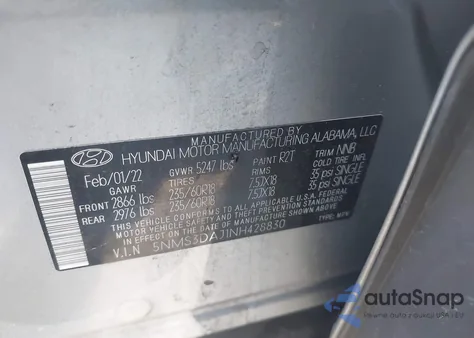 MANUFACTURED BY
HYUNDAI MOTOR MANUFACTURING ALABAMA, LLC
Feb/01/22 GVWR 5247 lbs PAINT R2T TRIM NNB
GAWR TIRES RIMS COLD TIRE INFL.
FRONT 2866 lbs 235/60R18 7.5JX18 35 psi SINGLE
REAR 2976 lbs 235/60R18 7.5JX18 35 psi SINGLE
THIS VEHICLE CONFORMS TO ALL APPLICABLE U.S.A. FEDERAL
MOTOR VEHICLE SAFETY AND THEFT PREVENTION STANDARDS
IN EFFECT ON THE DATE OF MANUFACTURE SHOWN ABOVE.
V.I.N 5NMS3DAJ1NH428830 TYPE: MPV
autoSnap